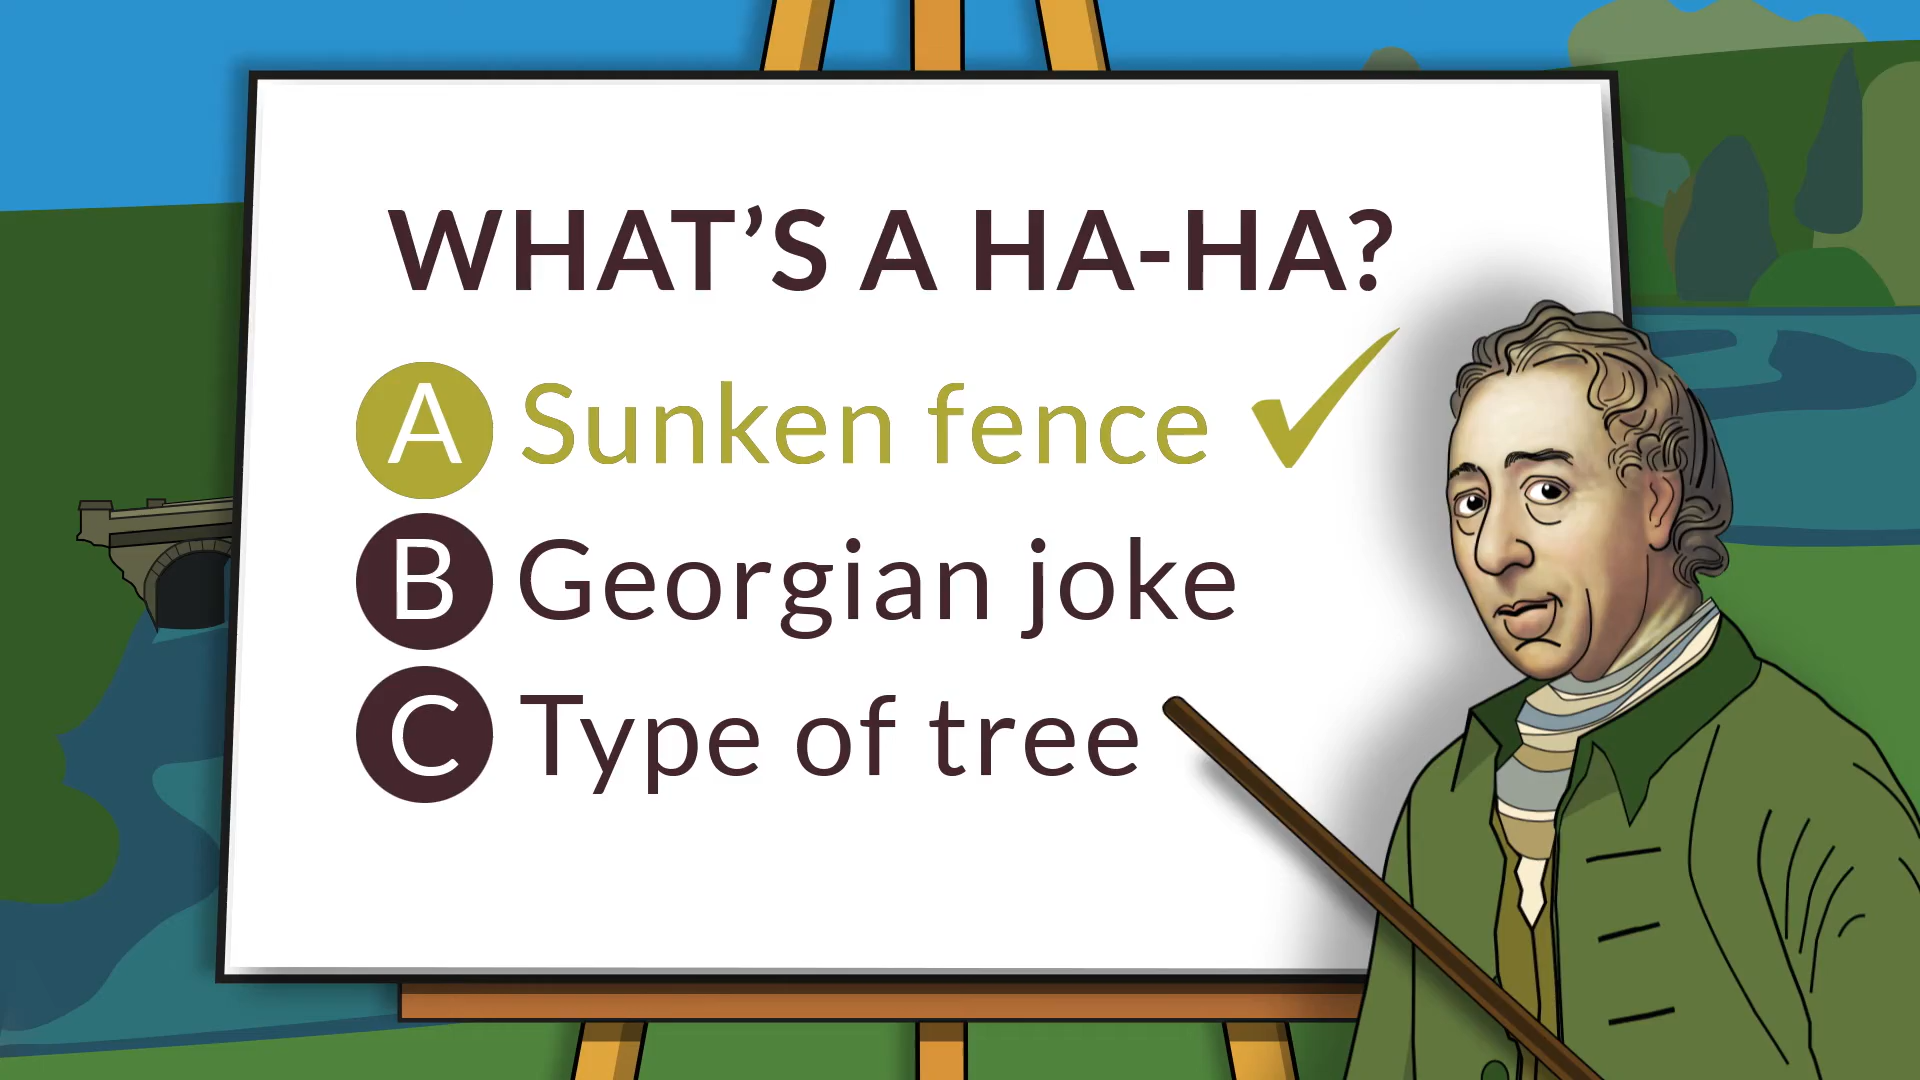 WHAT’S A HA-HA?
A Sunken fence
B Georgian joke
C Type of tree